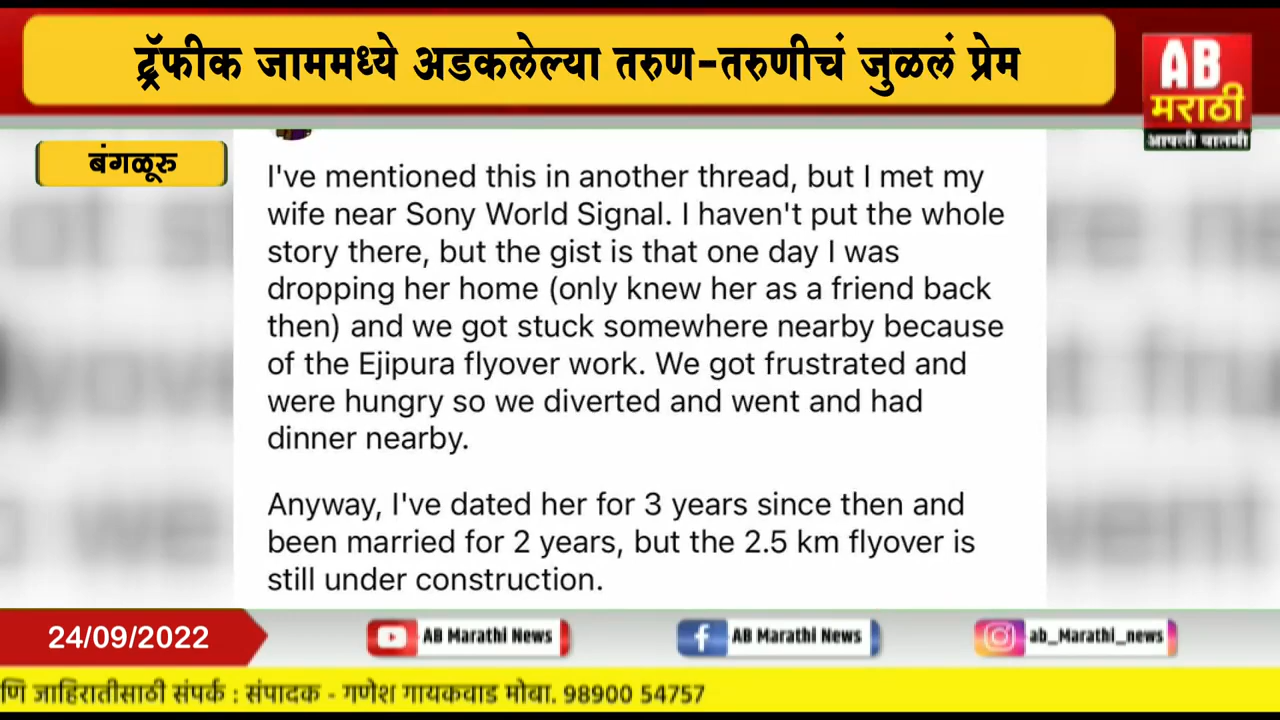 ट्रॅफीक जाममध्ये अडकलेल्या तरुण-तरुणीचं जुळलं प्रेम
AB
मराठी
आपली बातमी
बंगळूरु
I've mentioned this in another thread, but I met my
wife near Sony World Signal. I haven't put the whole
story there, but the gist is that one day I was
dropping her home (only knew her as a friend back
then) and we got stuck somewhere nearby because
of the Ejipura flyover work. We got frustrated and
were hungry so we diverted and went and had
dinner nearby.
Anyway, I've dated her for 3 years since then and
been married for 2 years, but the 2.5 km flyover is
still under construction.
24/09/2022
AB Marathi News
AB Marathi News
ab_Marathi_news
णि जाहिरातीसाठी संपर्क : संपादक - गणेश गायकवाड मोबा. 98900 54757